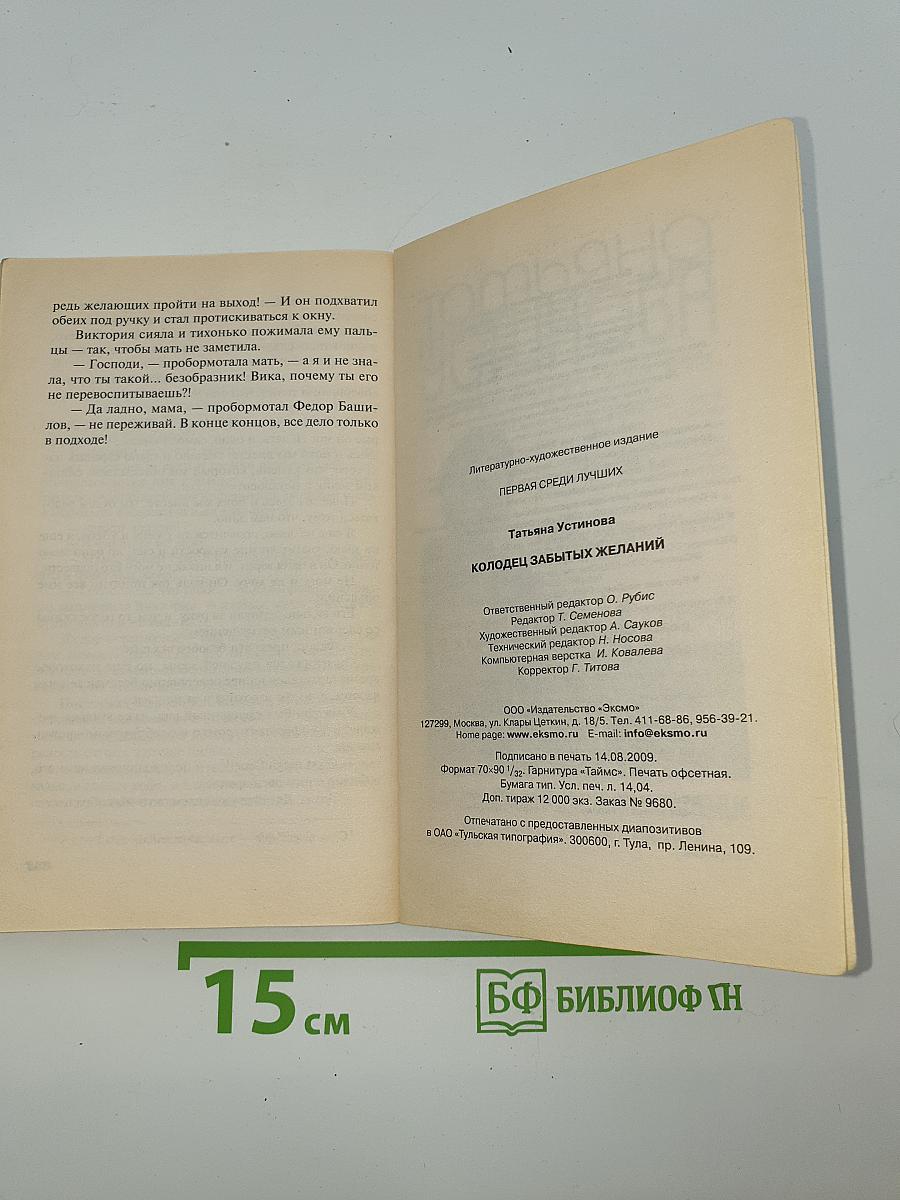 редь желающих пройти на выход! — И он подхватил
обеих под ручку и стал протискиваться к окну.
Виктория сияла и тихонько пожимала ему паль-
цы — так, чтобы мать не заметила.
— Господи, — пробормотала мать, — а я и не зна-
ла, что ты такой... безобразник! Вика, почему ты его
не перевоспитываешь?!
— Да ладно, мама, — пробормотал Федор Баши-
лов, — не переживай. В конце концов, все дело только
в подходе!
Литературно-художественное издание
ПЕРВАЯ СРЕДИ ЛУЧШИХ
Татьяна Устинова
КОЛОДЕЦ ЗАБЫТЫХ ЖЕЛАНИЙ
Ответственный редактор О. Рубис
Редактор Т. Семенова
Художественный редактор А. Сауков
Технический редактор Н. Носова
Компьютерная верстка И. Ковалева
Корректор Г. Титова
ООО «Издательство «Эксмо»
127299, Москва, ул. Клары Цеткин, д. 18/5. Тел. 411-68-86, 956-39-21.
Home page: www.eksmo.ru E-mail: info@eksmo.ru
Подписано в печать 14.08.2009.
Формат 70×90 1/32. Гарнитура «Таймс». Печать офсетная.
Бумага тип. Усл. печ. л. 14,04.
Доп. тираж 12 000 экз. Заказ № 9680.
Отпечатано с предоставленных диапозитивов
в ОАО «Тульская типография». 300600, г. Тула, пр. Ленина, 109.
15 см
БФ БИБЛИОФ